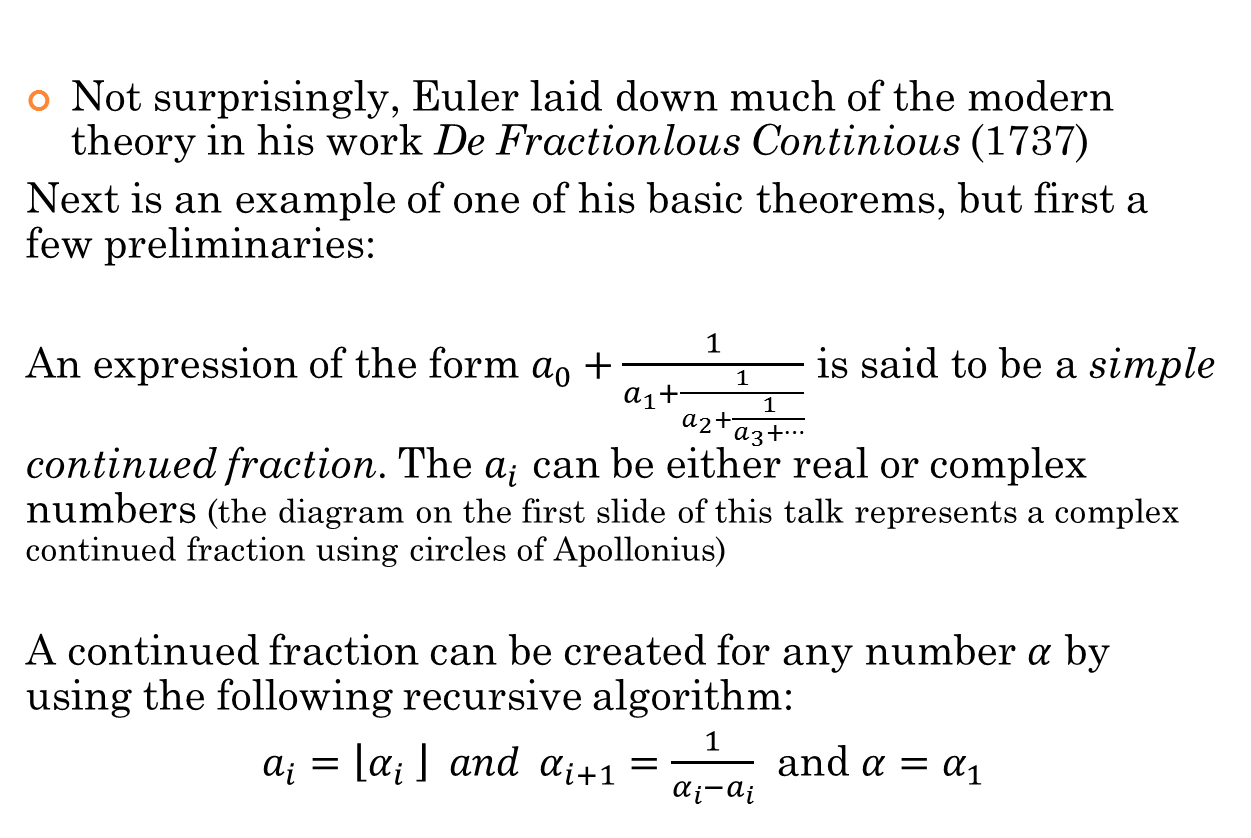 Not surprisingly, Euler laid down much of the modern
theory in his work De Fractionlous Continious (1737)
Next is an example of one of his basic theorems, but first a
few preliminaries:
An expression of the form a₀ + 1/(a₁+1/(a₂+1/(a₃+⋯))) is said to be a simple
continued fraction. The aᵢ can be either real or complex
numbers (the diagram on the first slide of this talk represents a complex
continued fraction using circles of Apollonius)
A continued fraction can be created for any number α by
using the following recursive algorithm:
aᵢ = ⌊αᵢ⌋ and αᵢ₊₁ = 1/(αᵢ−aᵢ) and α = α₁